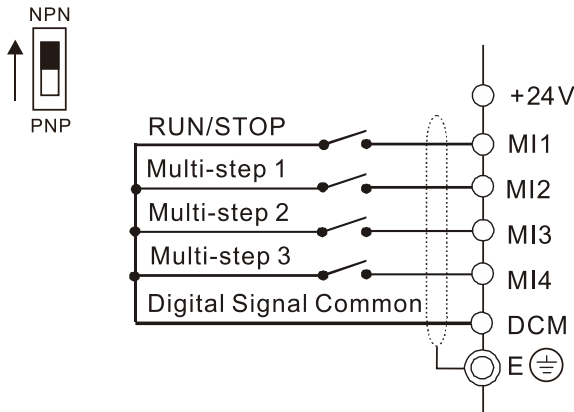 NPN
PNP
+24V
RUN/STOP
MI1
Multi-step 1
MI2
Multi-step 2
MI3
Multi-step 3
MI4
Digital Signal Common
DCM
E